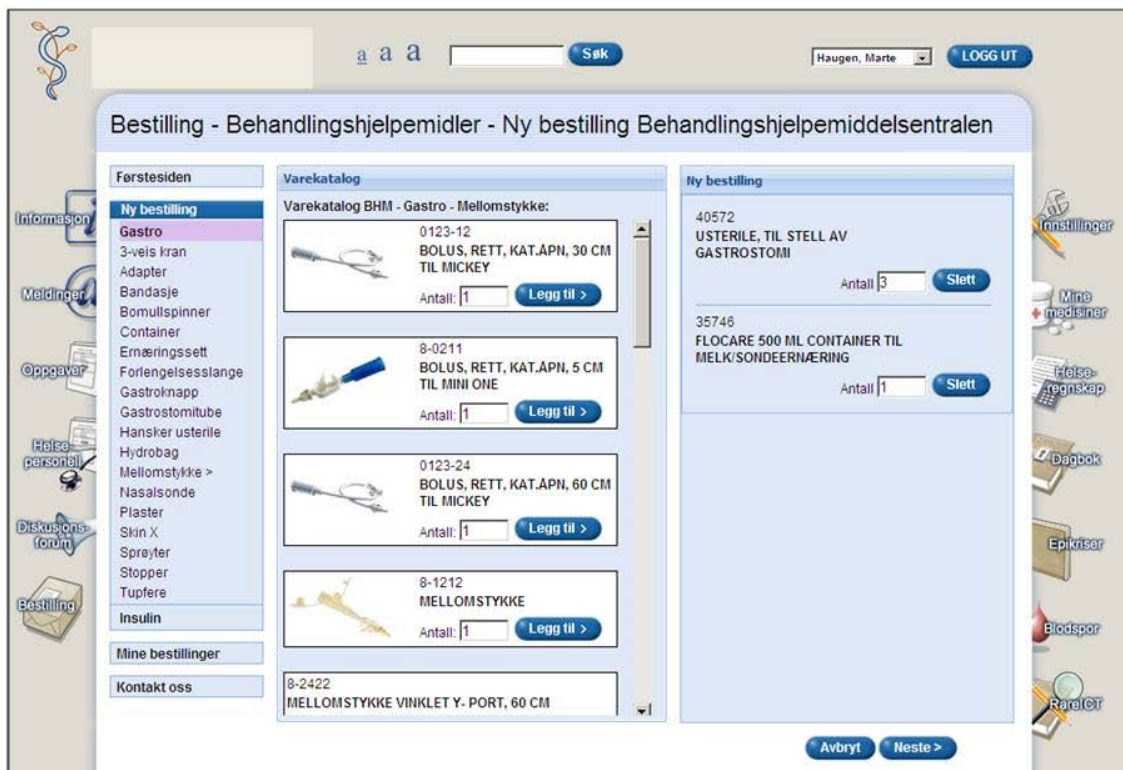 a a a
Søk
Haugen, Marte
LOGG UT
Bestilling - Behandlingshjelpemidler - Ny bestilling Behandlingshjelpemiddelsentralen
Informasjon
Meldinger
Oppgaver
Helse-
personell
Diskusjons-
forum
Bestilling
Førstesiden
Ny bestilling
Gastro
3-veis kran
Adapter
Bandasje
Bomullspinner
Container
Ernæringssett
Forlengelsesslange
Gastroknapp
Gastrostomitube
Hansker usterile
Hydrobag
Mellomstykke >
Nasalsonde
Plaster
Skin X
Sprøyter
Stopper
Tupfere
Insulin
Mine bestillinger
Kontakt oss
Varekatalog
Varekatalog BHM - Gastro - Mellomstykke:
0123-12
BOLUS, RETT, KAT.ÅPN, 30 CM
TIL MICKEY
Antall: 1 Legg til >
8-0211
BOLUS, RETT, KAT.ÅPN, 5 CM
TIL MINI ONE
Antall: 1 Legg til >
0123-24
BOLUS, RETT, KAT.ÅPN, 60 CM
TIL MICKEY
Antall: 1 Legg til >
8-1212
MELLOMSTYKKE
Antall: 1 Legg til >
8-2422
MELLOMSTYKKE VINKLET Y- PORT, 60 CM
Ny bestilling
40572
USTERILE, TIL STELL AV
GASTROSTOMI
Antall 3 Slett
35746
FLOCARE 500 ML CONTAINER TIL
MELK/SONDEERNÆRING
Antall 1 Slett
Avbryt Neste >
Innstillinger
Mine
medisiner
Helse-
regnskap
Dagbok
Epikriser
Blodspor
RareICT